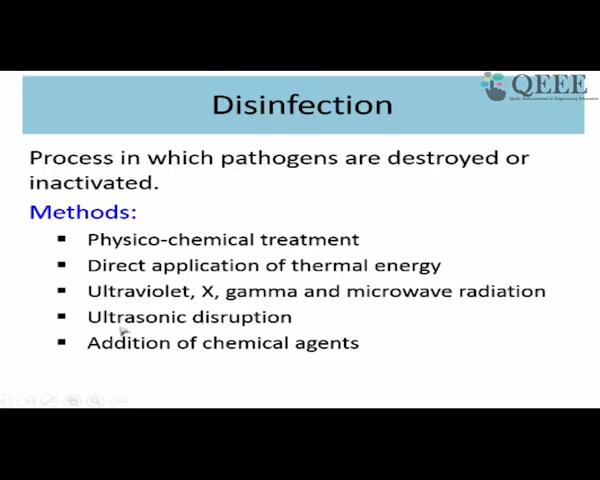 QEEE
Disinfection
Process in which pathogens are destroyed or
inactivated.
Methods:
Physico-chemical treatment
Direct application of thermal energy
Ultraviolet, X, gamma and microwave radiation
Ultrasonic disruption
Addition of chemical agents